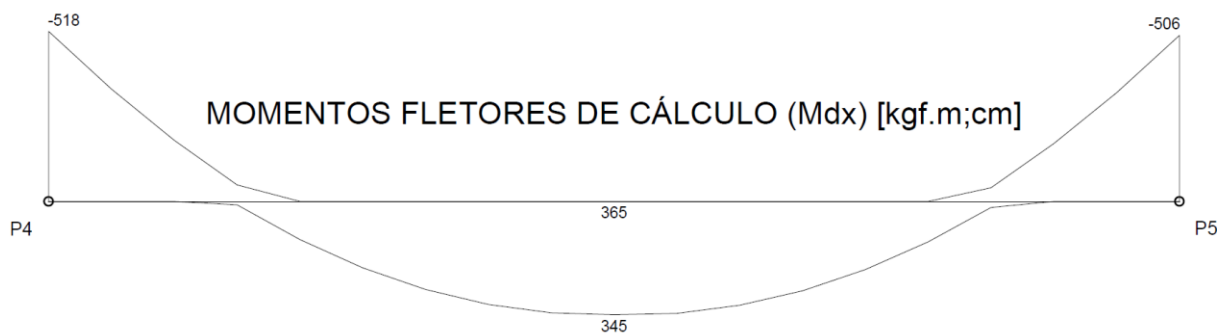 -518
-506
MOMENTOS FLETORES DE CÁLCULO (Mdx) [kgf.m;cm]
365
P4
P5
345